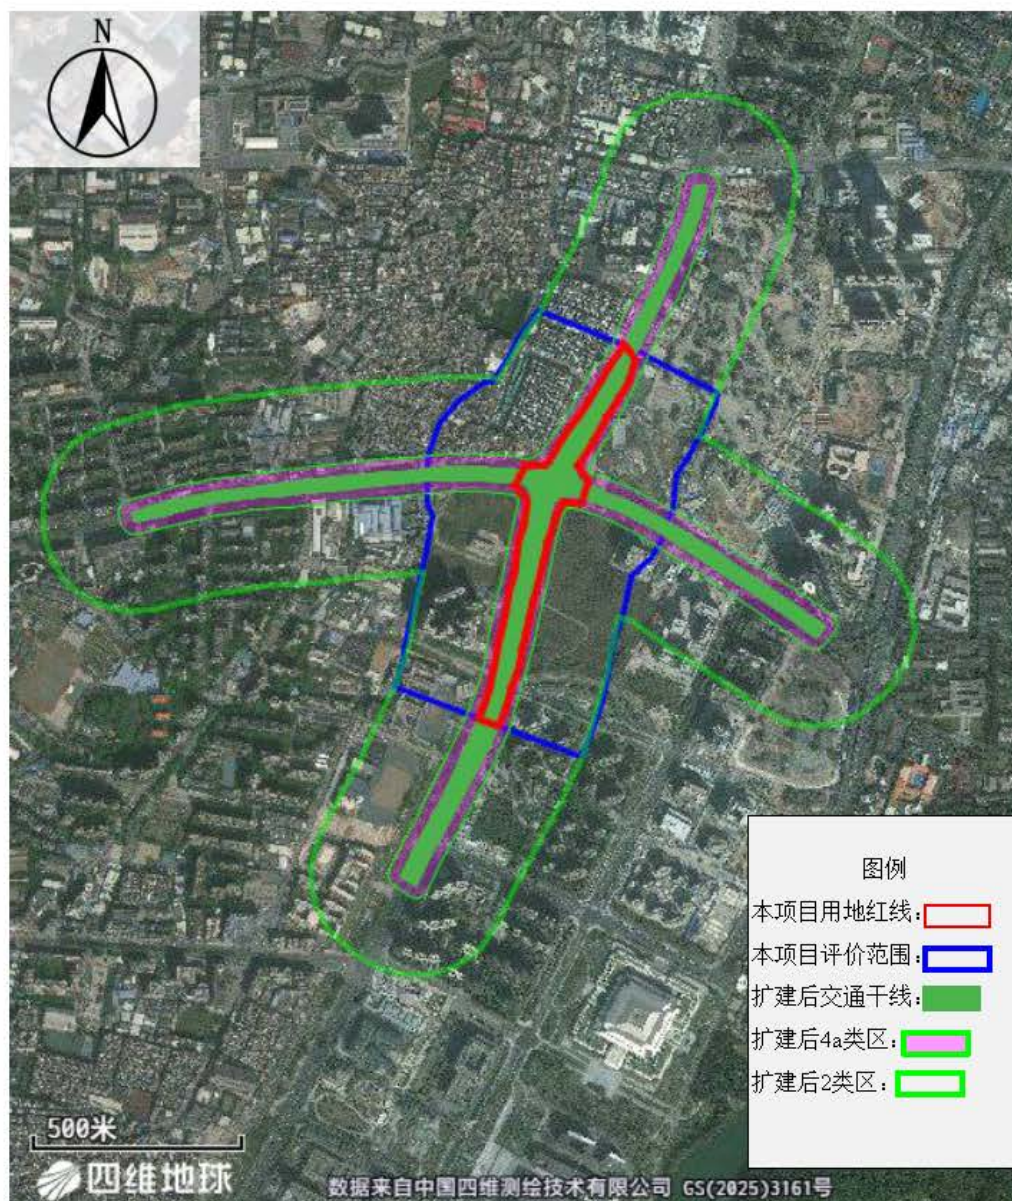 N
图例
本项目用地红线：
本项目评价范围：
扩建后交通干线：
扩建后4a类区：
扩建后2类区：
500米
四维地球
数据来自中国四维测绘技术有限公司 GS(2025)3161号